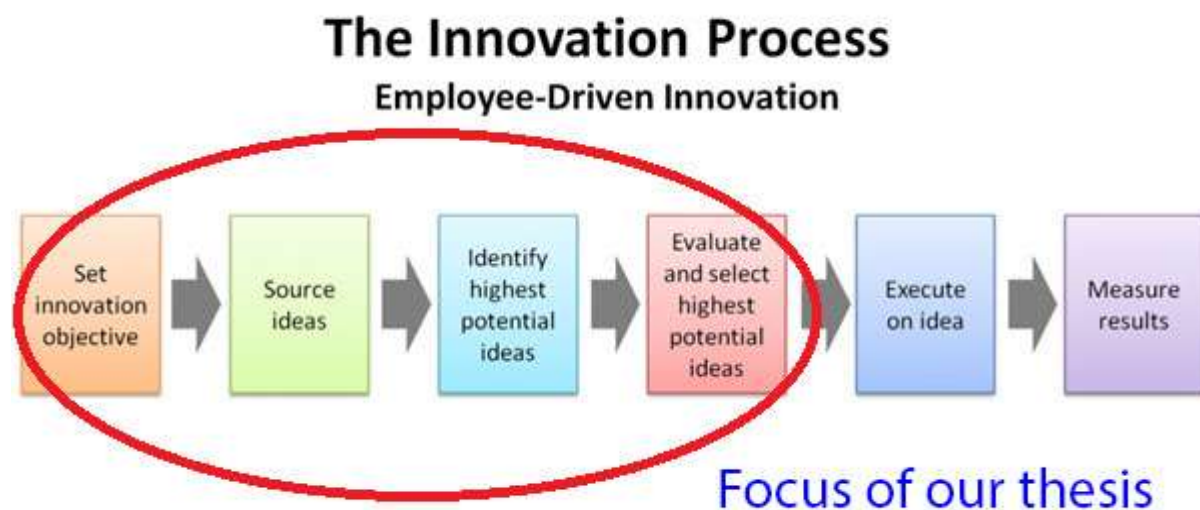 The Innovation Process
Employee-Driven Innovation
Set
innovation
objective
Source
ideas
Identify
highest
potential
ideas
Evaluate
and select
highest
potential
ideas
Execute
on idea
Measure
results
Focus of our thesis